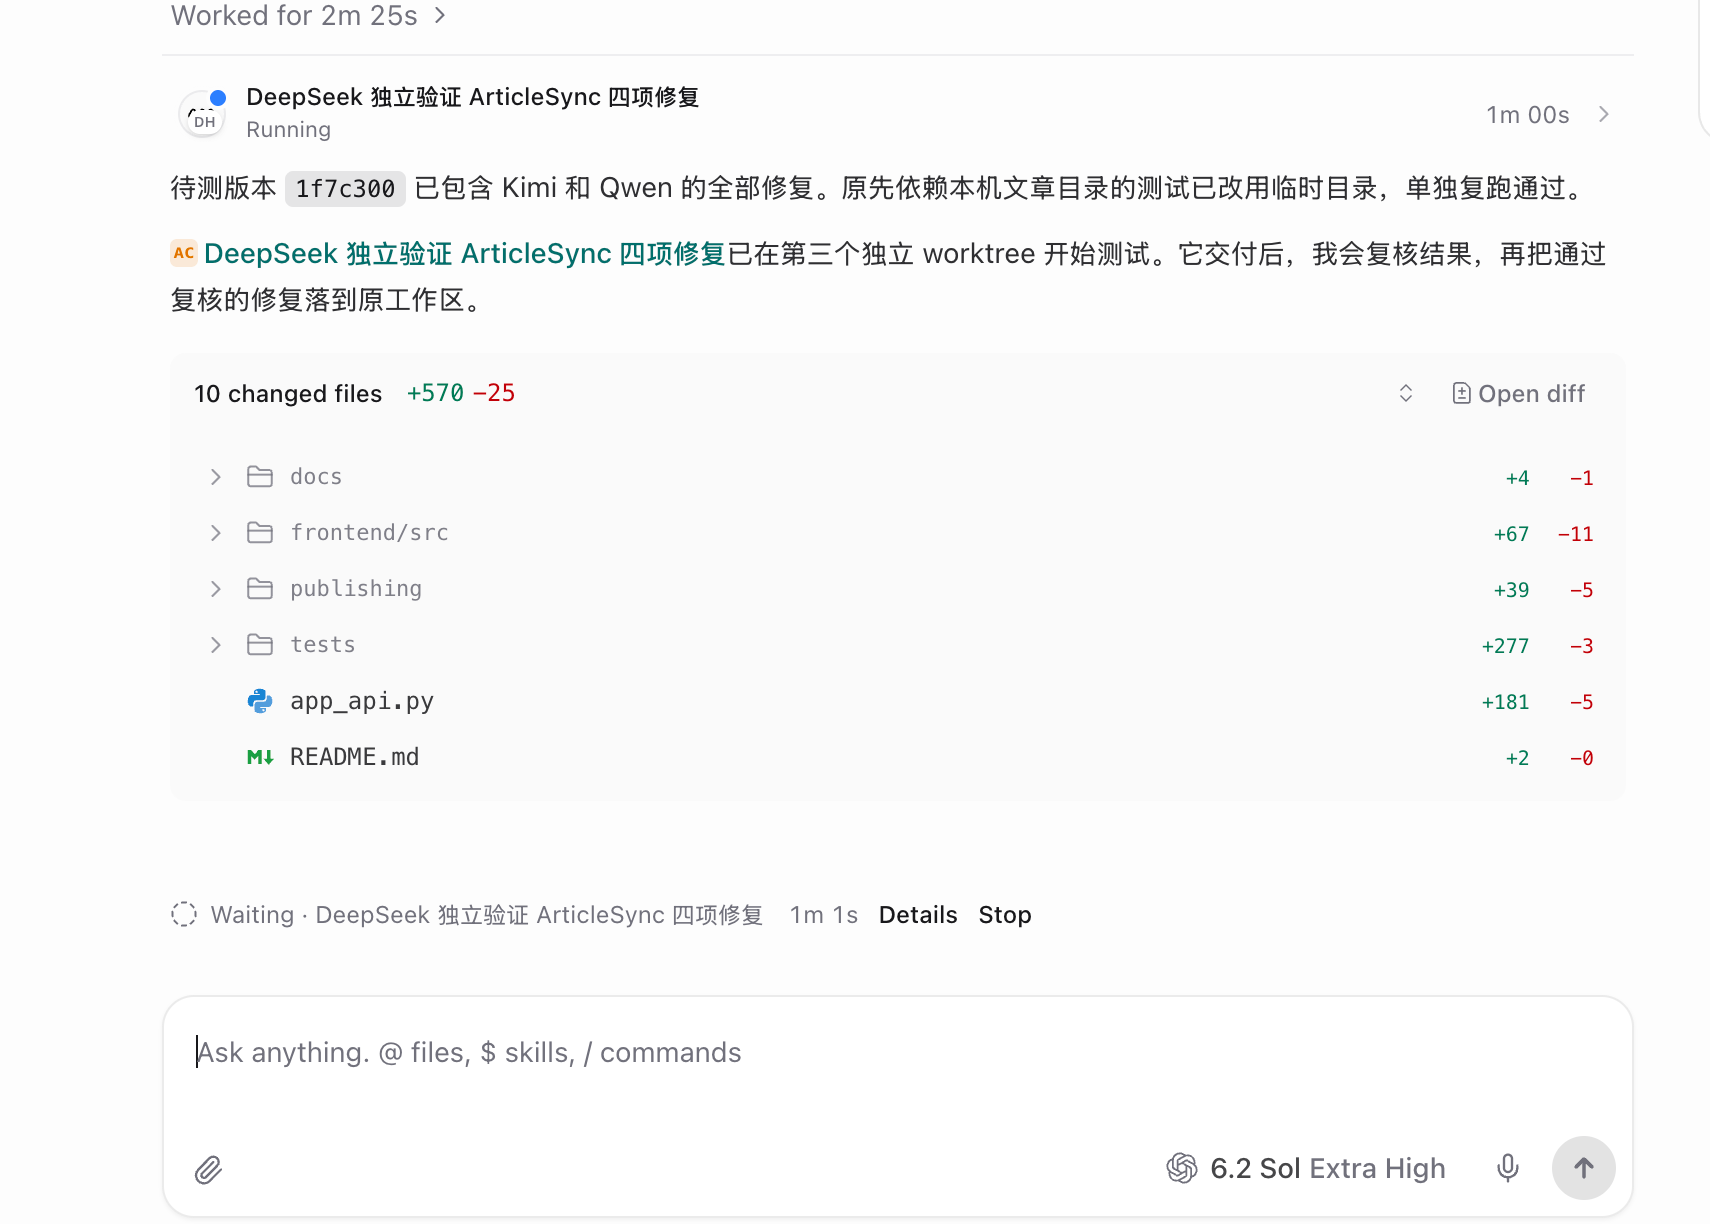 Worked for 2m 25s
DeepSeek 独立验证 ArticleSync 四项修复
DH
Running
1m 00s
待测版本 1f7c300 已包含 Kimi 和 Qwen 的全部修复。原先依赖本机文章目录的测试已改用临时目录，单独复跑通过。
AC DeepSeek 独立验证 ArticleSync 四项修复已在第三个独立 worktree 开始测试。它交付后，我会复核结果，再把通过
复核的修复落到原工作区。
10 changed files +570 −25 Open diff
docs +4 −1
frontend/src +67 −11
publishing +39 −5
tests +277 −3
app_api.py +181 −5
M↓ README.md +2 −0
Waiting · DeepSeek 独立验证 ArticleSync 四项修复 1m 1s Details Stop
Ask anything. @ files, $ skills, / commands
6.2 Sol Extra High